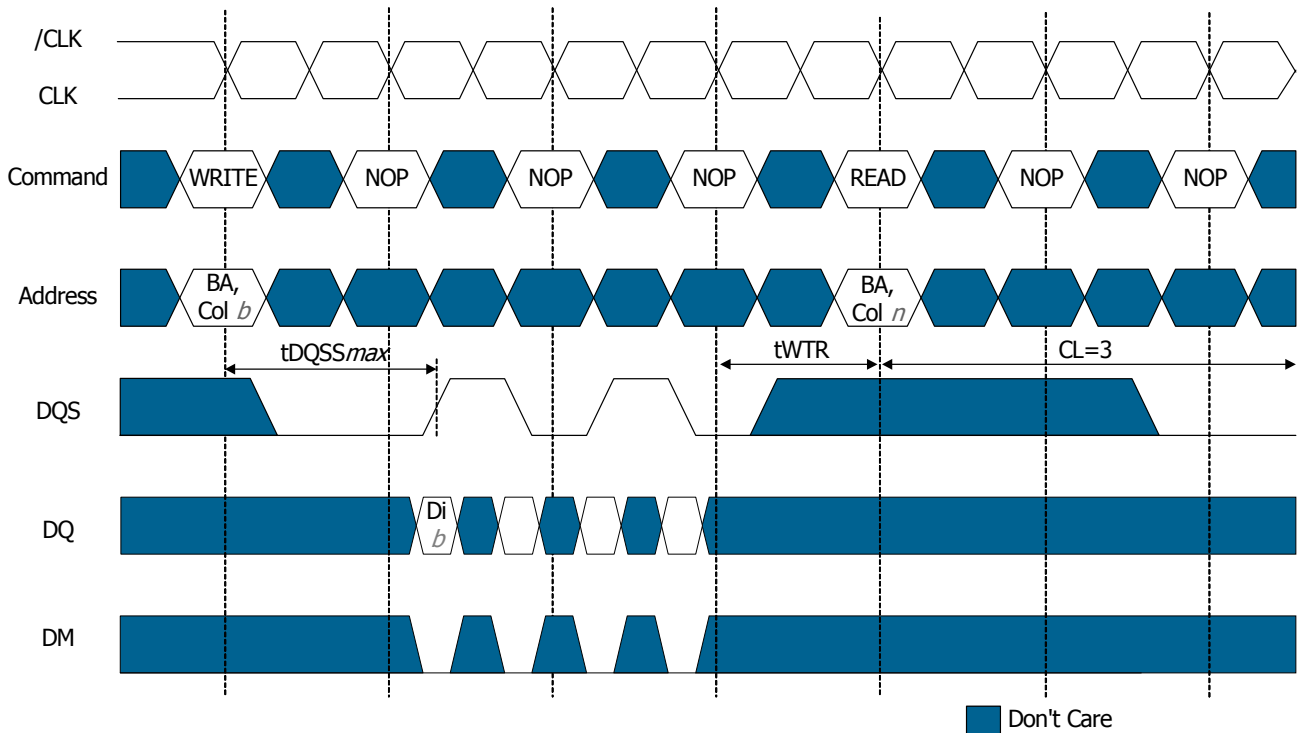 /CLK
CLK
Command
WRITE
NOP
NOP
NOP
READ
NOP
NOP
Address
BA,
Col b
BA,
Col n
tDQSSmax
tWTR
CL=3
DQS
DQ
Di
b
DM
Don't Care